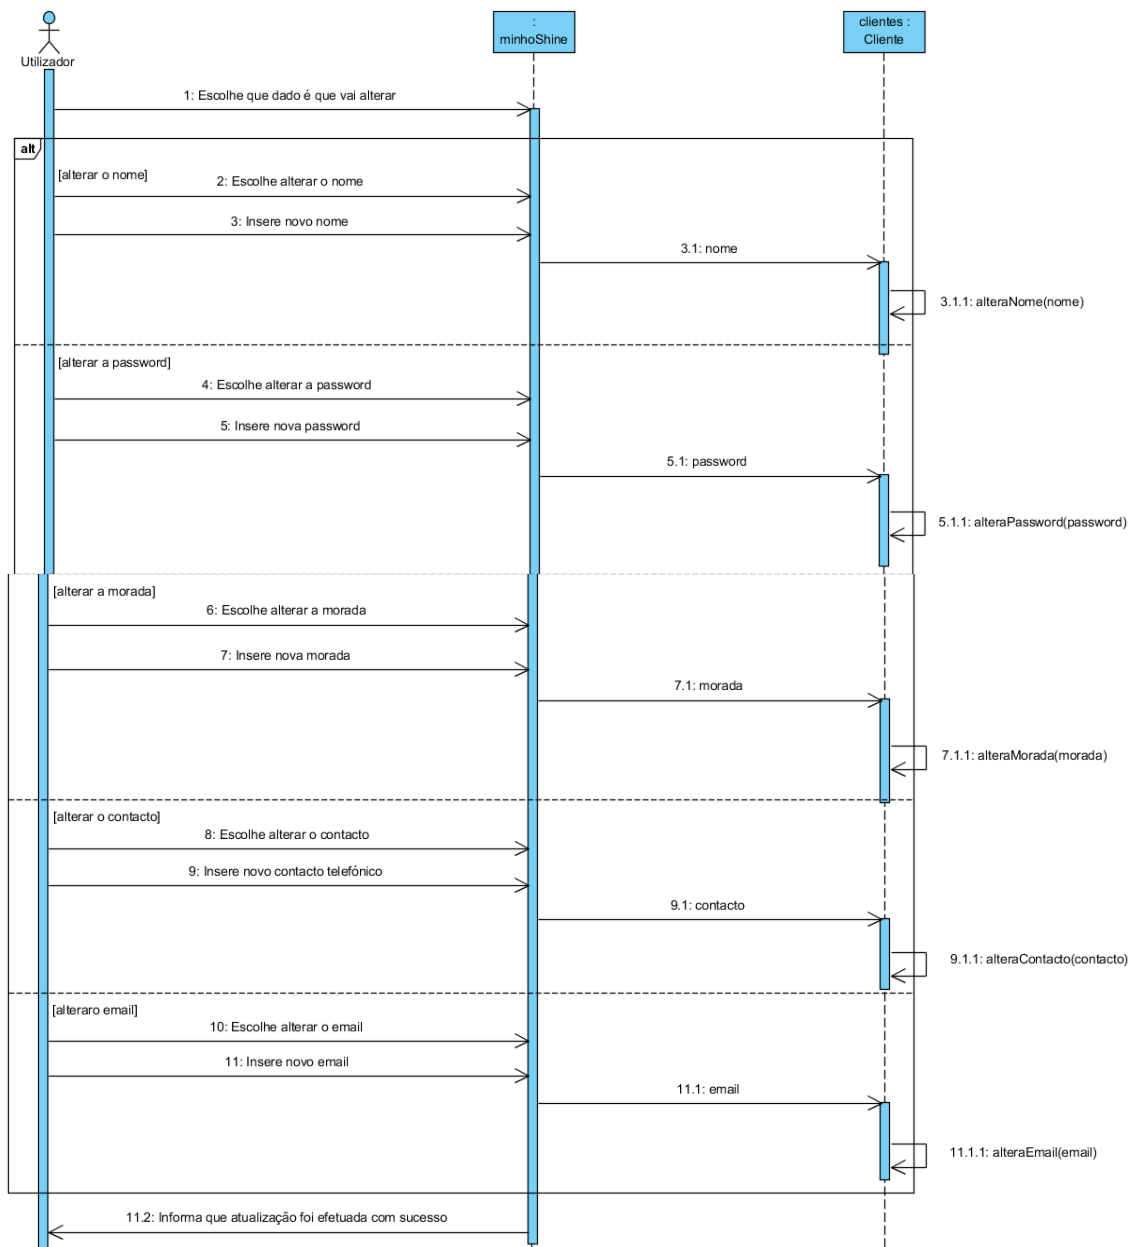 Utilizador
:
minhoShine
clientes :
Cliente
1: Escolhe que dado é que vai alterar
alt
[alterar o nome]
2: Escolhe alterar o nome
3: Insere novo nome
3.1: nome
3.1.1: alteraNome(nome)
[alterar a password]
4: Escolhe alterar a password
5: Insere nova password
5.1: password
5.1.1: alteraPassword(password)
[alterar a morada]
6: Escolhe alterar a morada
7: Insere nova morada
7.1: morada
7.1.1: alteraMorada(morada)
[alterar o contacto]
8: Escolhe alterar o contacto
9: Insere novo contacto telefónico
9.1: contacto
9.1.1: alteraContacto(contacto)
[alteraro email]
10: Escolhe alterar o email
11: Insere novo email
11.1: email
11.1.1: alteraEmail(email)
11.2: Informa que atualização foi efetuada com sucesso